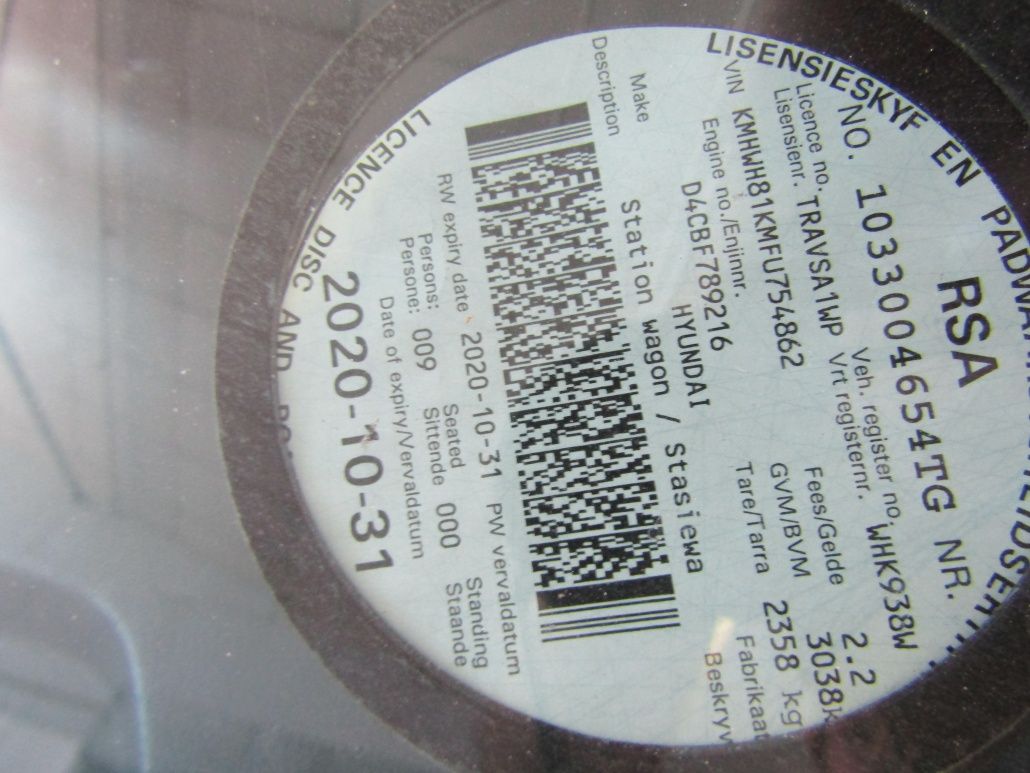 LISENSIESKYF EN
RSA
NO. 1033004654TG NR.
Licence no. TRAVSA1WP Veh. register no. WHK938W
Lisensienr. Vrt registernr.
VIN KMHWH81KMFU754862 Fees/Gelde 2.2
Engine no./Enjinnr. D4CBF789216 GVM/BVM 3038k
Tare/Tarra 2358 kg
Make HYUNDAI Fabrikaat
Description Station wagon / Stasiewa Beskryw
RW expiry date 2020-10-31 PW vervaldatum
Persons: 009 Seated 000 Standing
Persone: Sittende Staande
Date of expiry/Vervaldatum
2020-10-31
LICENCE DISC AND